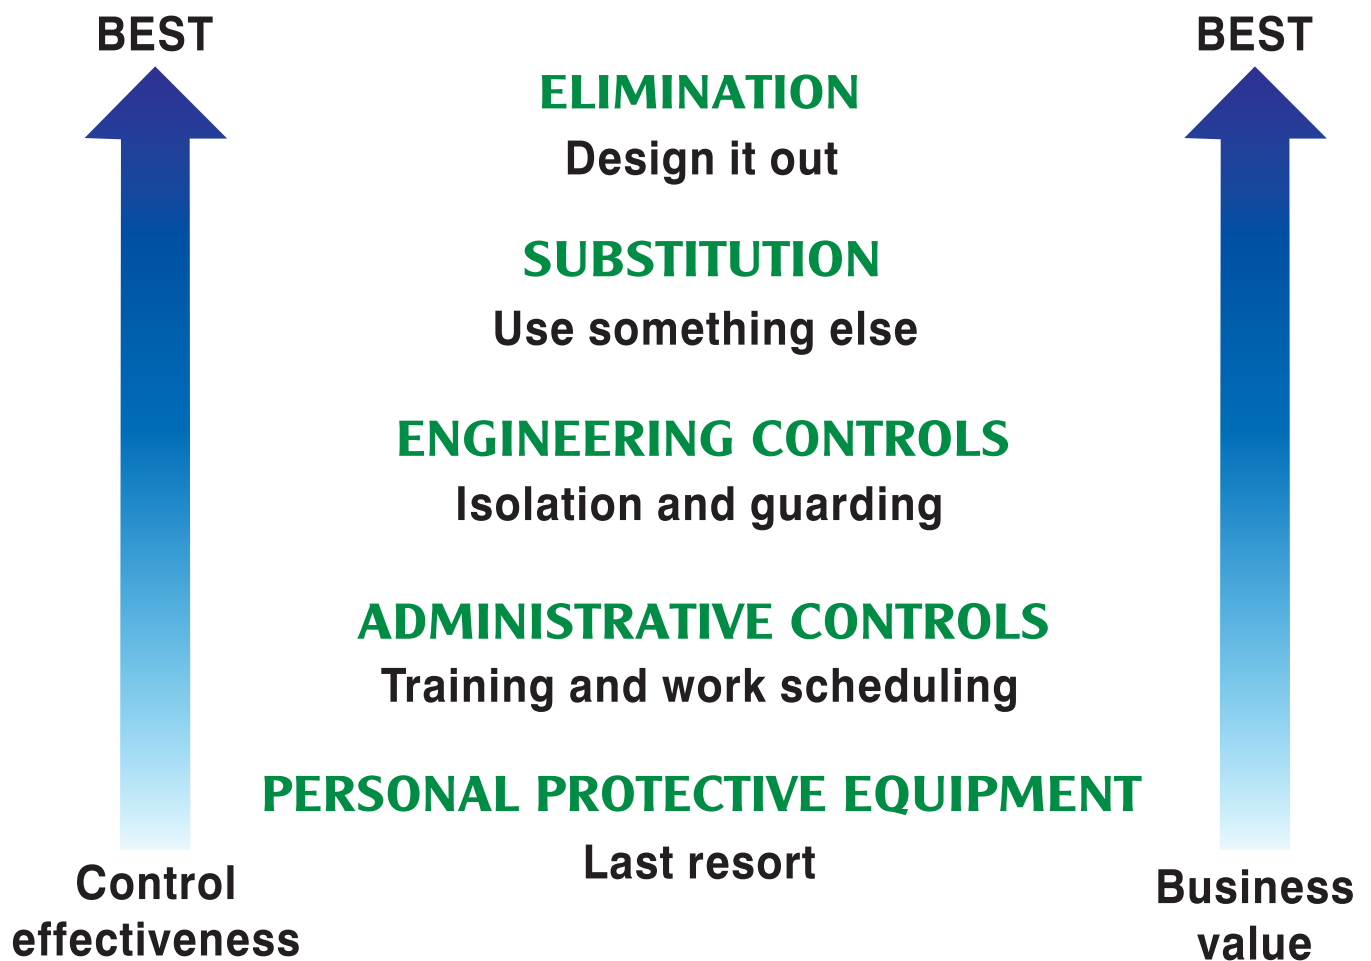 BEST
BEST
ELIMINATION
Design it out
SUBSTITUTION
Use something else
ENGINEERING CONTROLS
Isolation and guarding
ADMINISTRATIVE CONTROLS
Training and work scheduling
PERSONAL PROTECTIVE EQUIPMENT
Last resort
Control
effectiveness
Business
value